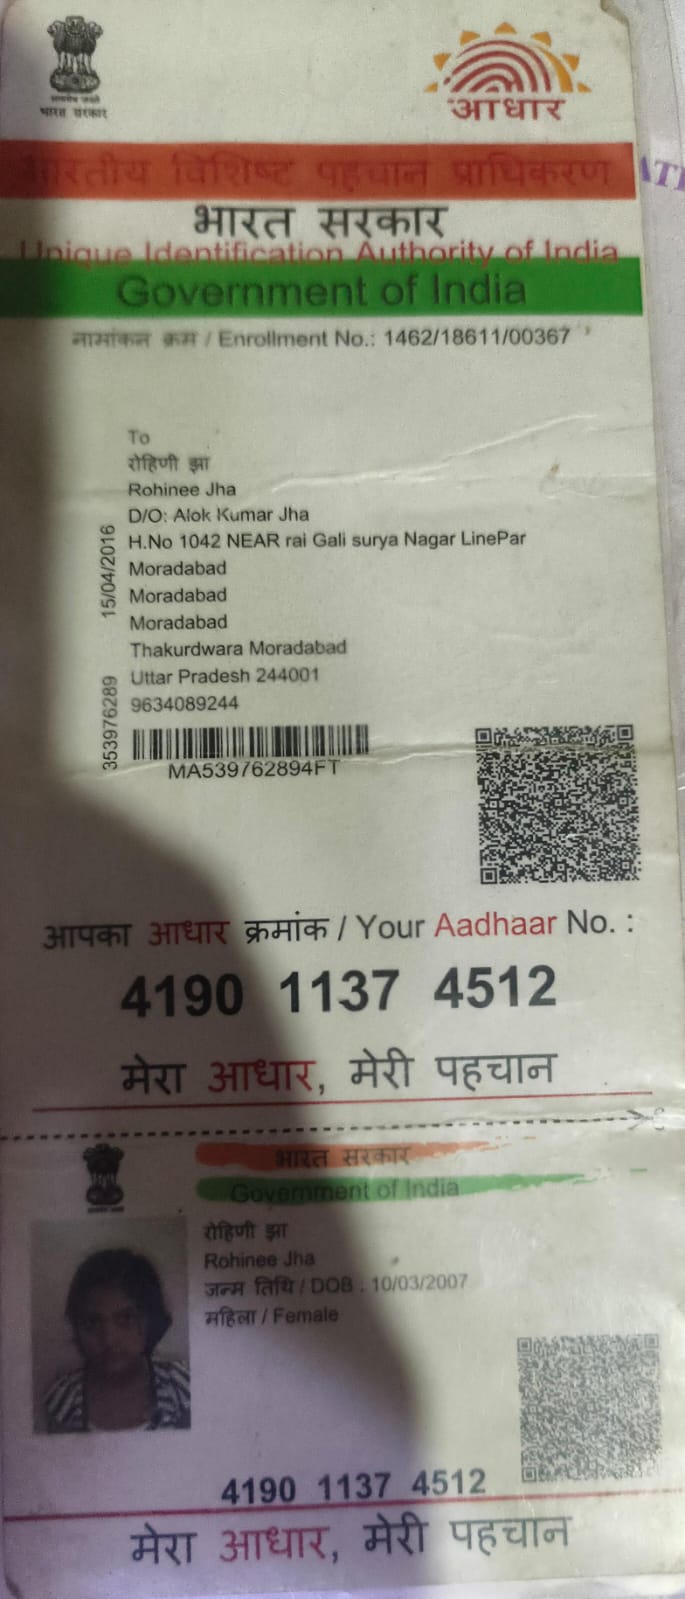 भारत सरकार
आधार
भारतीय विशिष्ट पहचान प्राधिकरण
भारत सरकार
Unique Identification Authority of India
Government of India
नामांकन क्रम / Enrollment No.: 1462/18611/00367
To
रोहिणी झा
Rohinee Jha
D/O: Alok Kumar Jha
H.No 1042 NEAR rai Gali surya Nagar LinePar
Moradabad
Moradabad
Moradabad
Thakurdwara Moradabad
Uttar Pradesh 244001
9634089244
15/04/2016
353976289
MA539762894FT
आपका आधार क्रमांक / Your Aadhaar No. :
4190 1137 4512
मेरा आधार, मेरी पहचान
भारत सरकार
Government of India
रोहिणी झा
Rohinee Jha
जन्म तिथि / DOB : 10/03/2007
महिला / Female
4190 1137 4512
मेरा आधार, मेरी पहचान